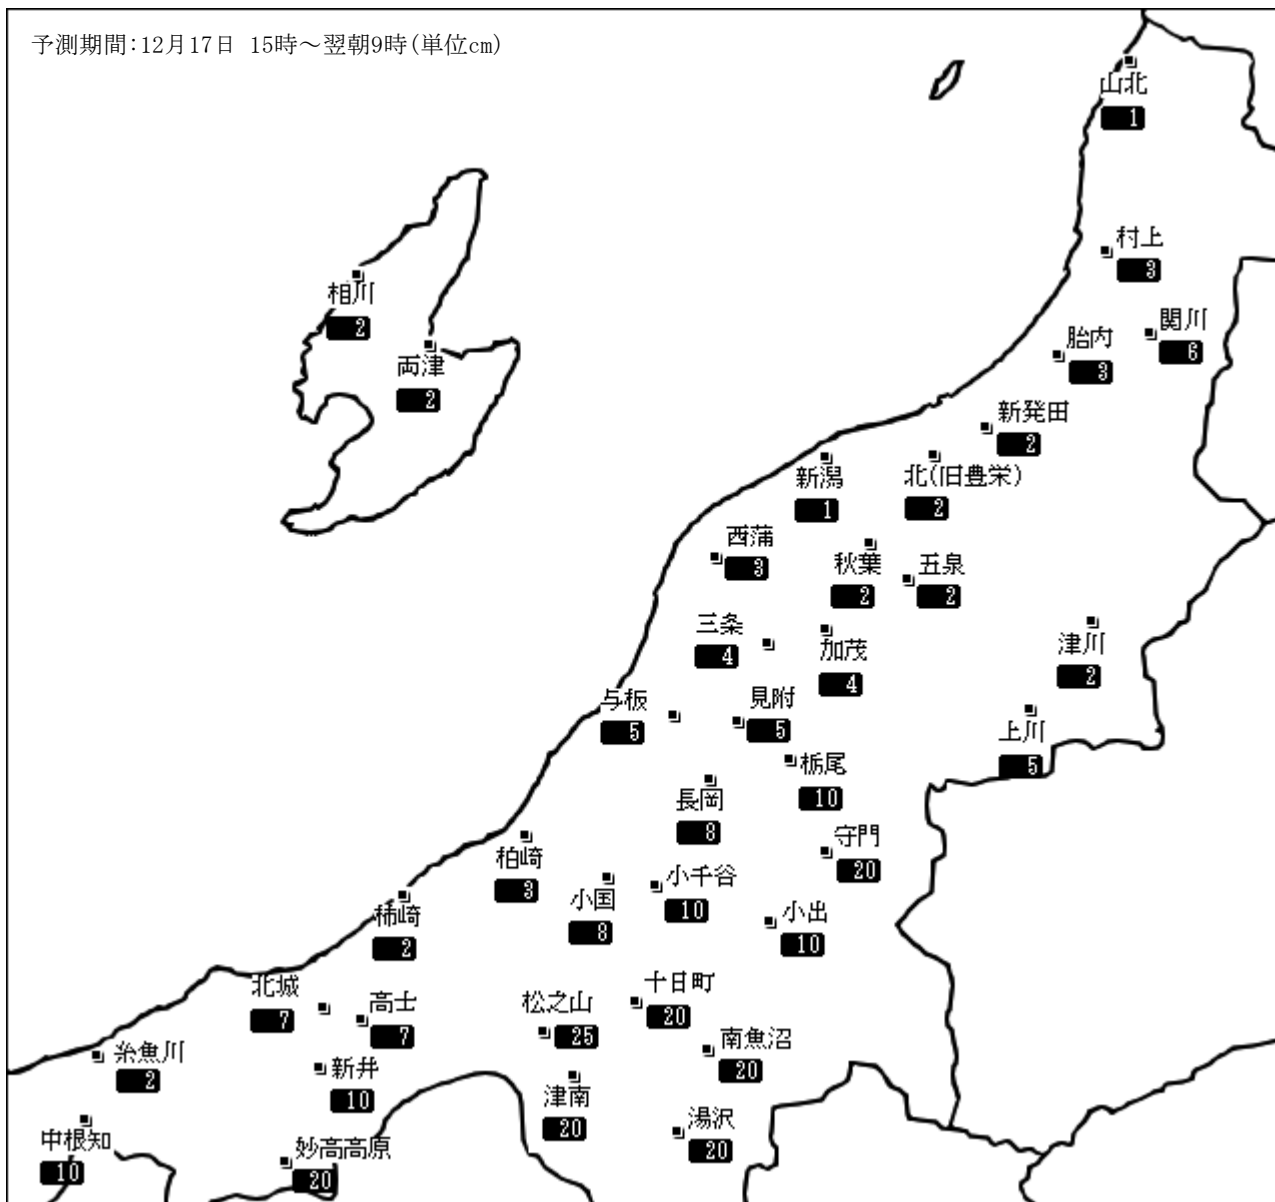 予測期間:12月17日 15時～翌朝9時(単位cm)
山北
1
村上
3
相川
2
関川
6
胎内
3
両津
2
新発田
2
新潟
1
北(旧豊栄)
2
西蒲
3
秋葉
2
五泉
2
三条
4
加茂
4
津川
2
与板
5
見附
5
上川
5
栃尾
10
長岡
8
守門
20
柏崎
3
小千谷
10
小国
8
小出
10
柿崎
2
北城
7
高士
7
松之山
25
十日町
20
南魚沼
20
糸魚川
2
新井
10
津南
20
湯沢
20
中根知
10
妙高高原
20